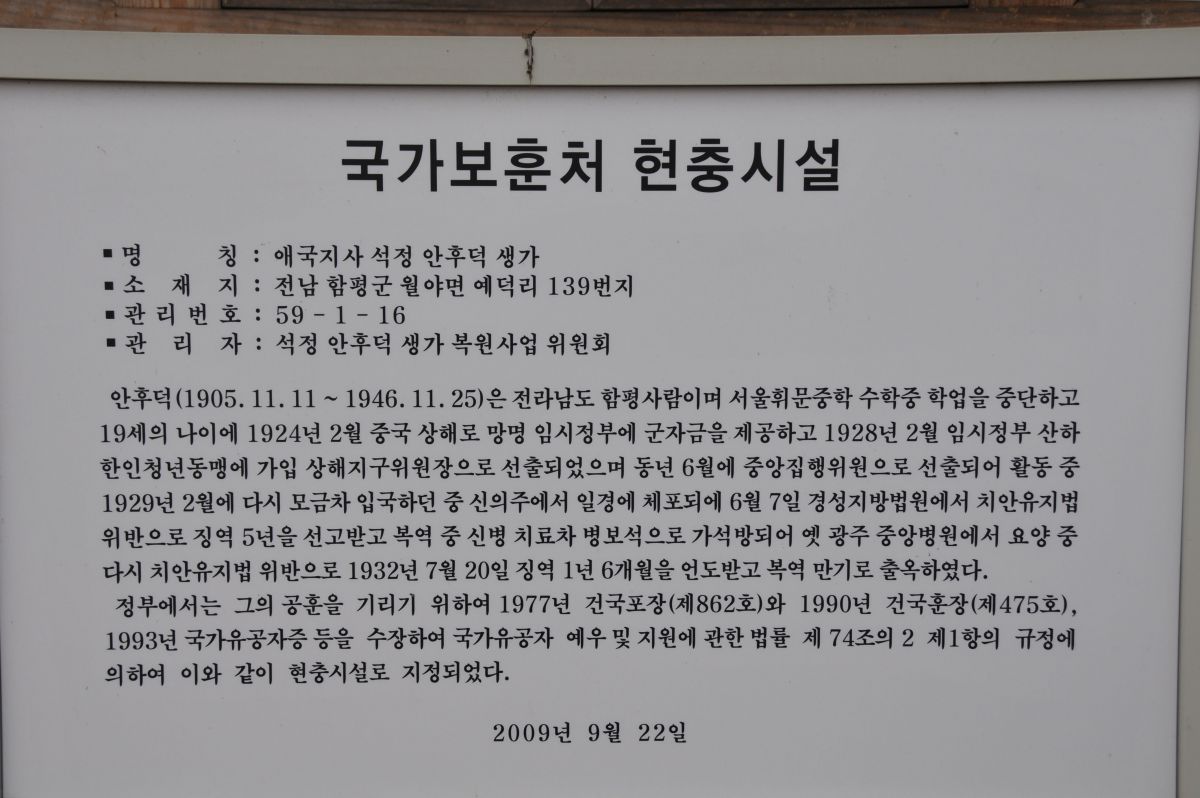 국가보훈처 현충시설
■ 명 칭 : 애국지사 석정 안후덕 생가
■ 소 재 지 : 전남 함평군 월야면 예덕리 139번지
■ 관 리 번 호 : 59 - 1 - 16
■ 관 리 자 : 석정 안후덕 생가 복원사업 위원회
안후덕(1905. 11. 11 ~ 1946. 11. 25)은 전라남도 함평사람이며 서울휘문중학 수학중 학업을 중단하고
19세의 나이에 1924년 2월 중국 상해로 망명 임시정부에 군자금을 제공하고 1928년 2월 임시정부 산하
한인청년동맹에 가입 상해지구위원장으로 선출되었으며 동년 6월에 중앙집행위원으로 선출되어 활동 중
1929년 2월에 다시 모금차 입국하던 중 신의주에서 일경에 체포되에 6월 7일 경성지방법원에서 치안유지법
위반으로 징역 5년을 선고받고 복역 중 신병 치료차 병보석으로 가석방되어 옛 광주 중앙병원에서 요양 중
다시 치안유지법 위반으로 1932년 7월 20일 징역 1년 6개월을 언도받고 복역 만기로 출옥하였다.
정부에서는 그의 공훈을 기리기 위하여 1977년 건국포장(제862호)와 1990년 건국훈장(제475호),
1993년 국가유공자증 등을 수장하여 국가유공자 예우 및 지원에 관한 법률 제 74조의 2 제1항의 규정에
의하여 이와 같이 현충시설로 지정되었다.
2009년 9월 22일